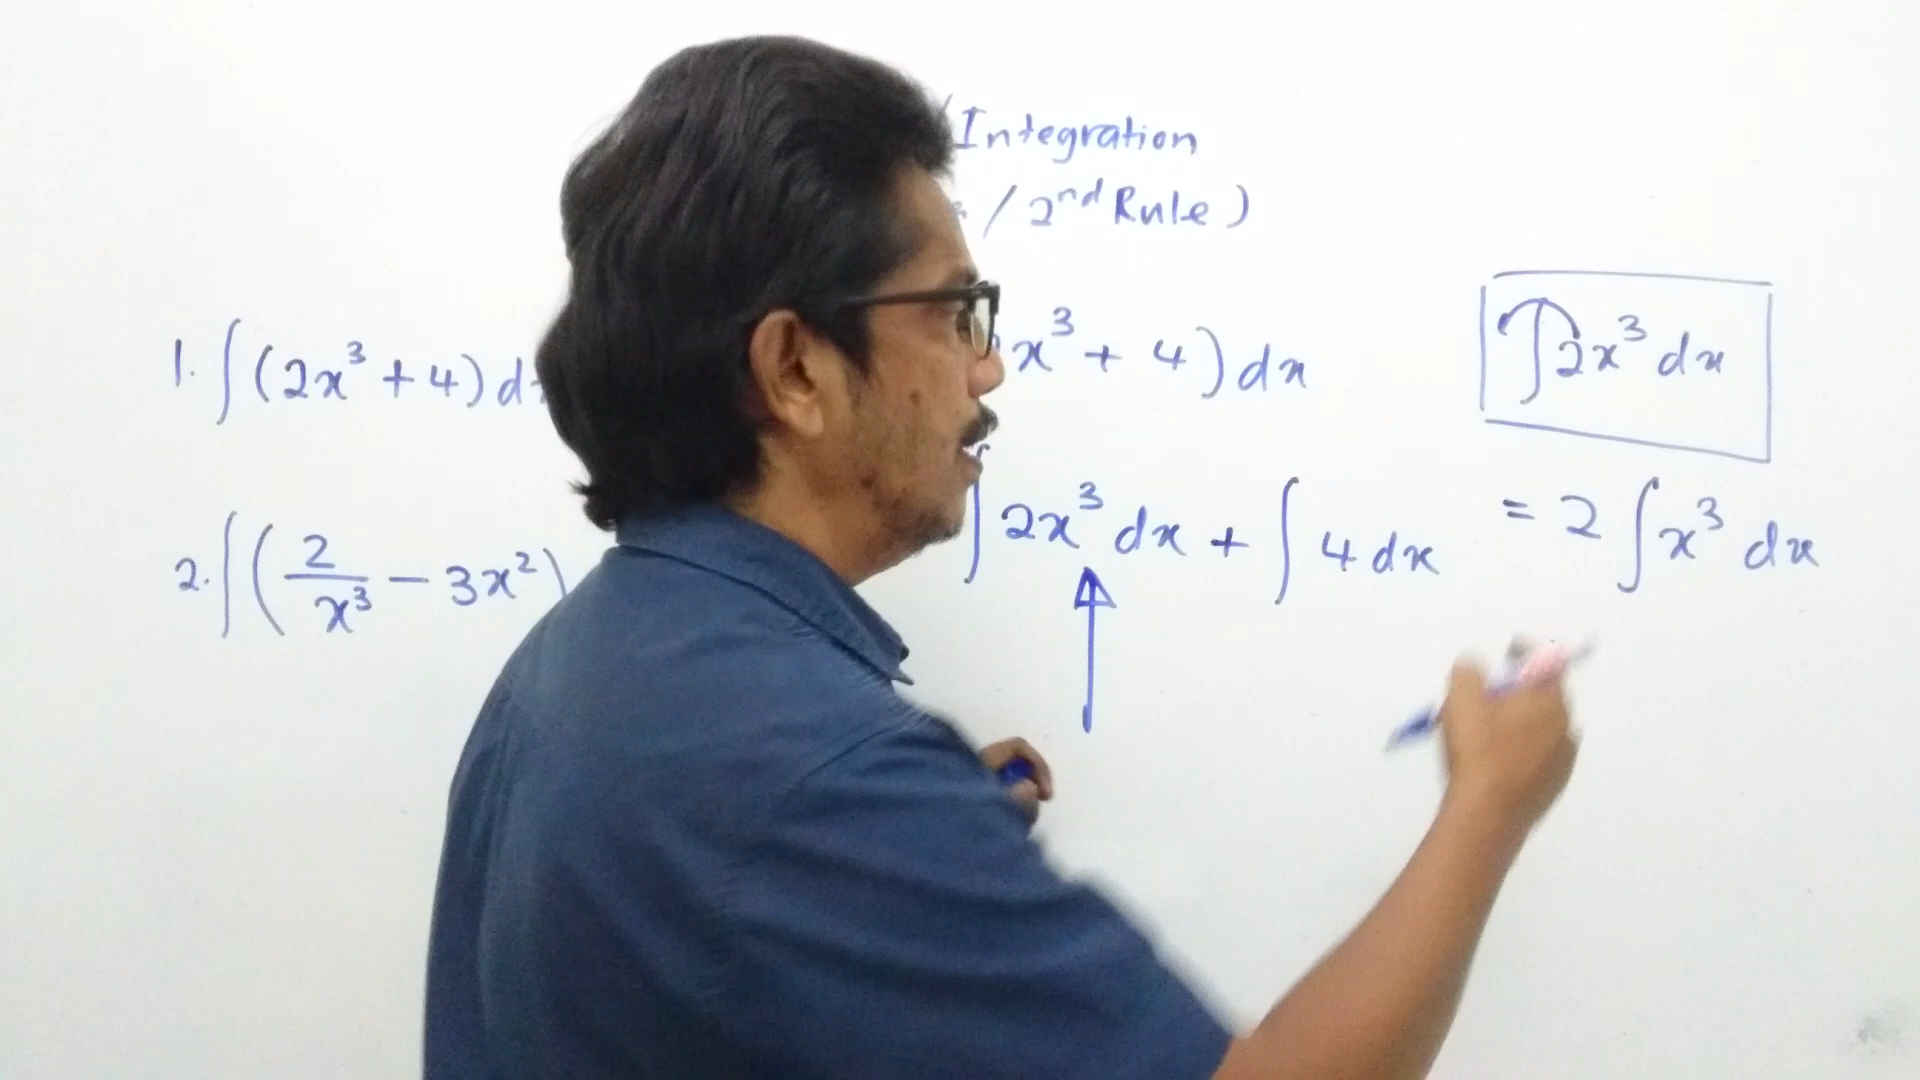 Integration
/ 2nd Rule )
1. ∫ (2x³ + 4) d
x³ + 4 ) dx
∫ 2x³ dx
∫ 2x³ dx + ∫ 4 dx
= 2 ∫ x³ dx
2. ∫ ( 2/x³ − 3x² )